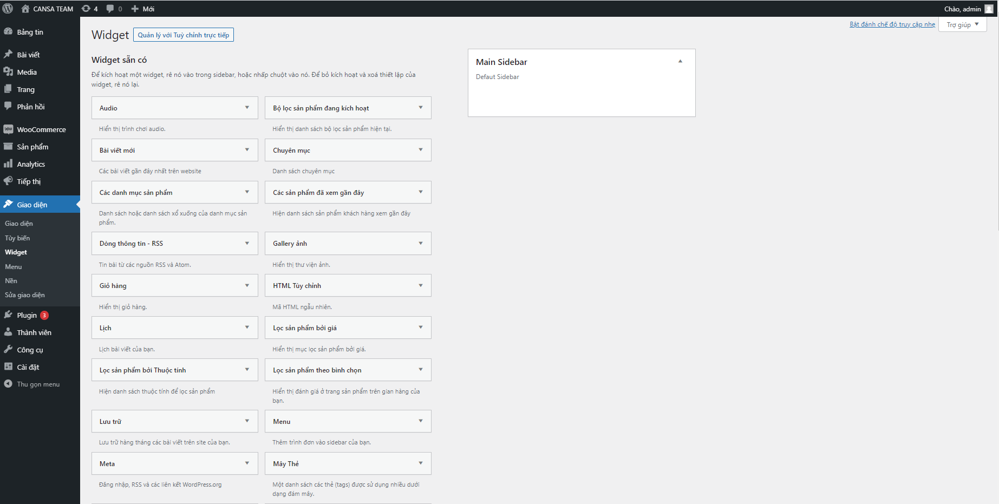 CANSA TEAM
4
0
Mới
Chào, admin
Bảng tin
Bài viết
Media
Trang
Phản hồi
WooCommerce
Sản phẩm
Analytics
Tiếp thị
Giao diện
Giao diện
Tùy biến
Widget
Menu
Nền
Sửa giao diện
Plugin 3
Thành viên
Công cụ
Cài đặt
Thu gọn menu
Bật đánh chế độ truy cập nhẹ
Trợ giúp
Widget
Quản lý với Tuỳ chỉnh trực tiếp
Widget sẵn có
Để kích hoạt một widget, rê nó vào trong sidebar, hoặc nhấp chuột vào nó. Để bỏ kích hoạt và xoá thiết lập của
widget, rê nó lại.
Audio
Bộ lọc sản phẩm đang kích hoạt
Hiển thị trình chơi audio.
Hiển thị danh sách bộ lọc sản phẩm hiện tại.
Bài viết mới
Chuyên mục
Các bài viết gần đây nhất trên website
Danh sách chuyên mục
Các danh mục sản phẩm
Các sản phẩm đã xem gần đây
Danh sách hoặc danh sách xổ xuống của danh mục sản
phẩm.
Hiện danh sách sản phẩm khách hàng xem gần đây
Dòng thông tin - RSS
Gallery ảnh
Tin bài từ các nguồn RSS và Atom.
Hiển thị thư viện ảnh.
Giỏ hàng
HTML Tùy chỉnh
Hiển thị giỏ hàng.
Mã HTML ngẫu nhiên.
Lịch
Lọc sản phẩm bởi giá
Lịch bài viết của bạn.
Hiển thị mục lọc sản phẩm bởi giá.
Lọc sản phẩm bởi Thuộc tính
Lọc sản phẩm theo bình chọn
Hiện danh sách thuộc tính để lọc sản phẩm
Hiển thị đánh giá ở trang sản phẩm trên gian hàng của
bạn.
Lưu trữ
Menu
Lưu trữ hàng tháng các bài viết trên site của bạn.
Thêm trình đơn vào sidebar của bạn.
Meta
Mây Thẻ
Đăng nhập, RSS và các liên kết WordPress.org
Một danh sách các thẻ (tags) được sử dụng nhiều dưới
dạng đám mây.
Main Sidebar
Defaut Sidebar